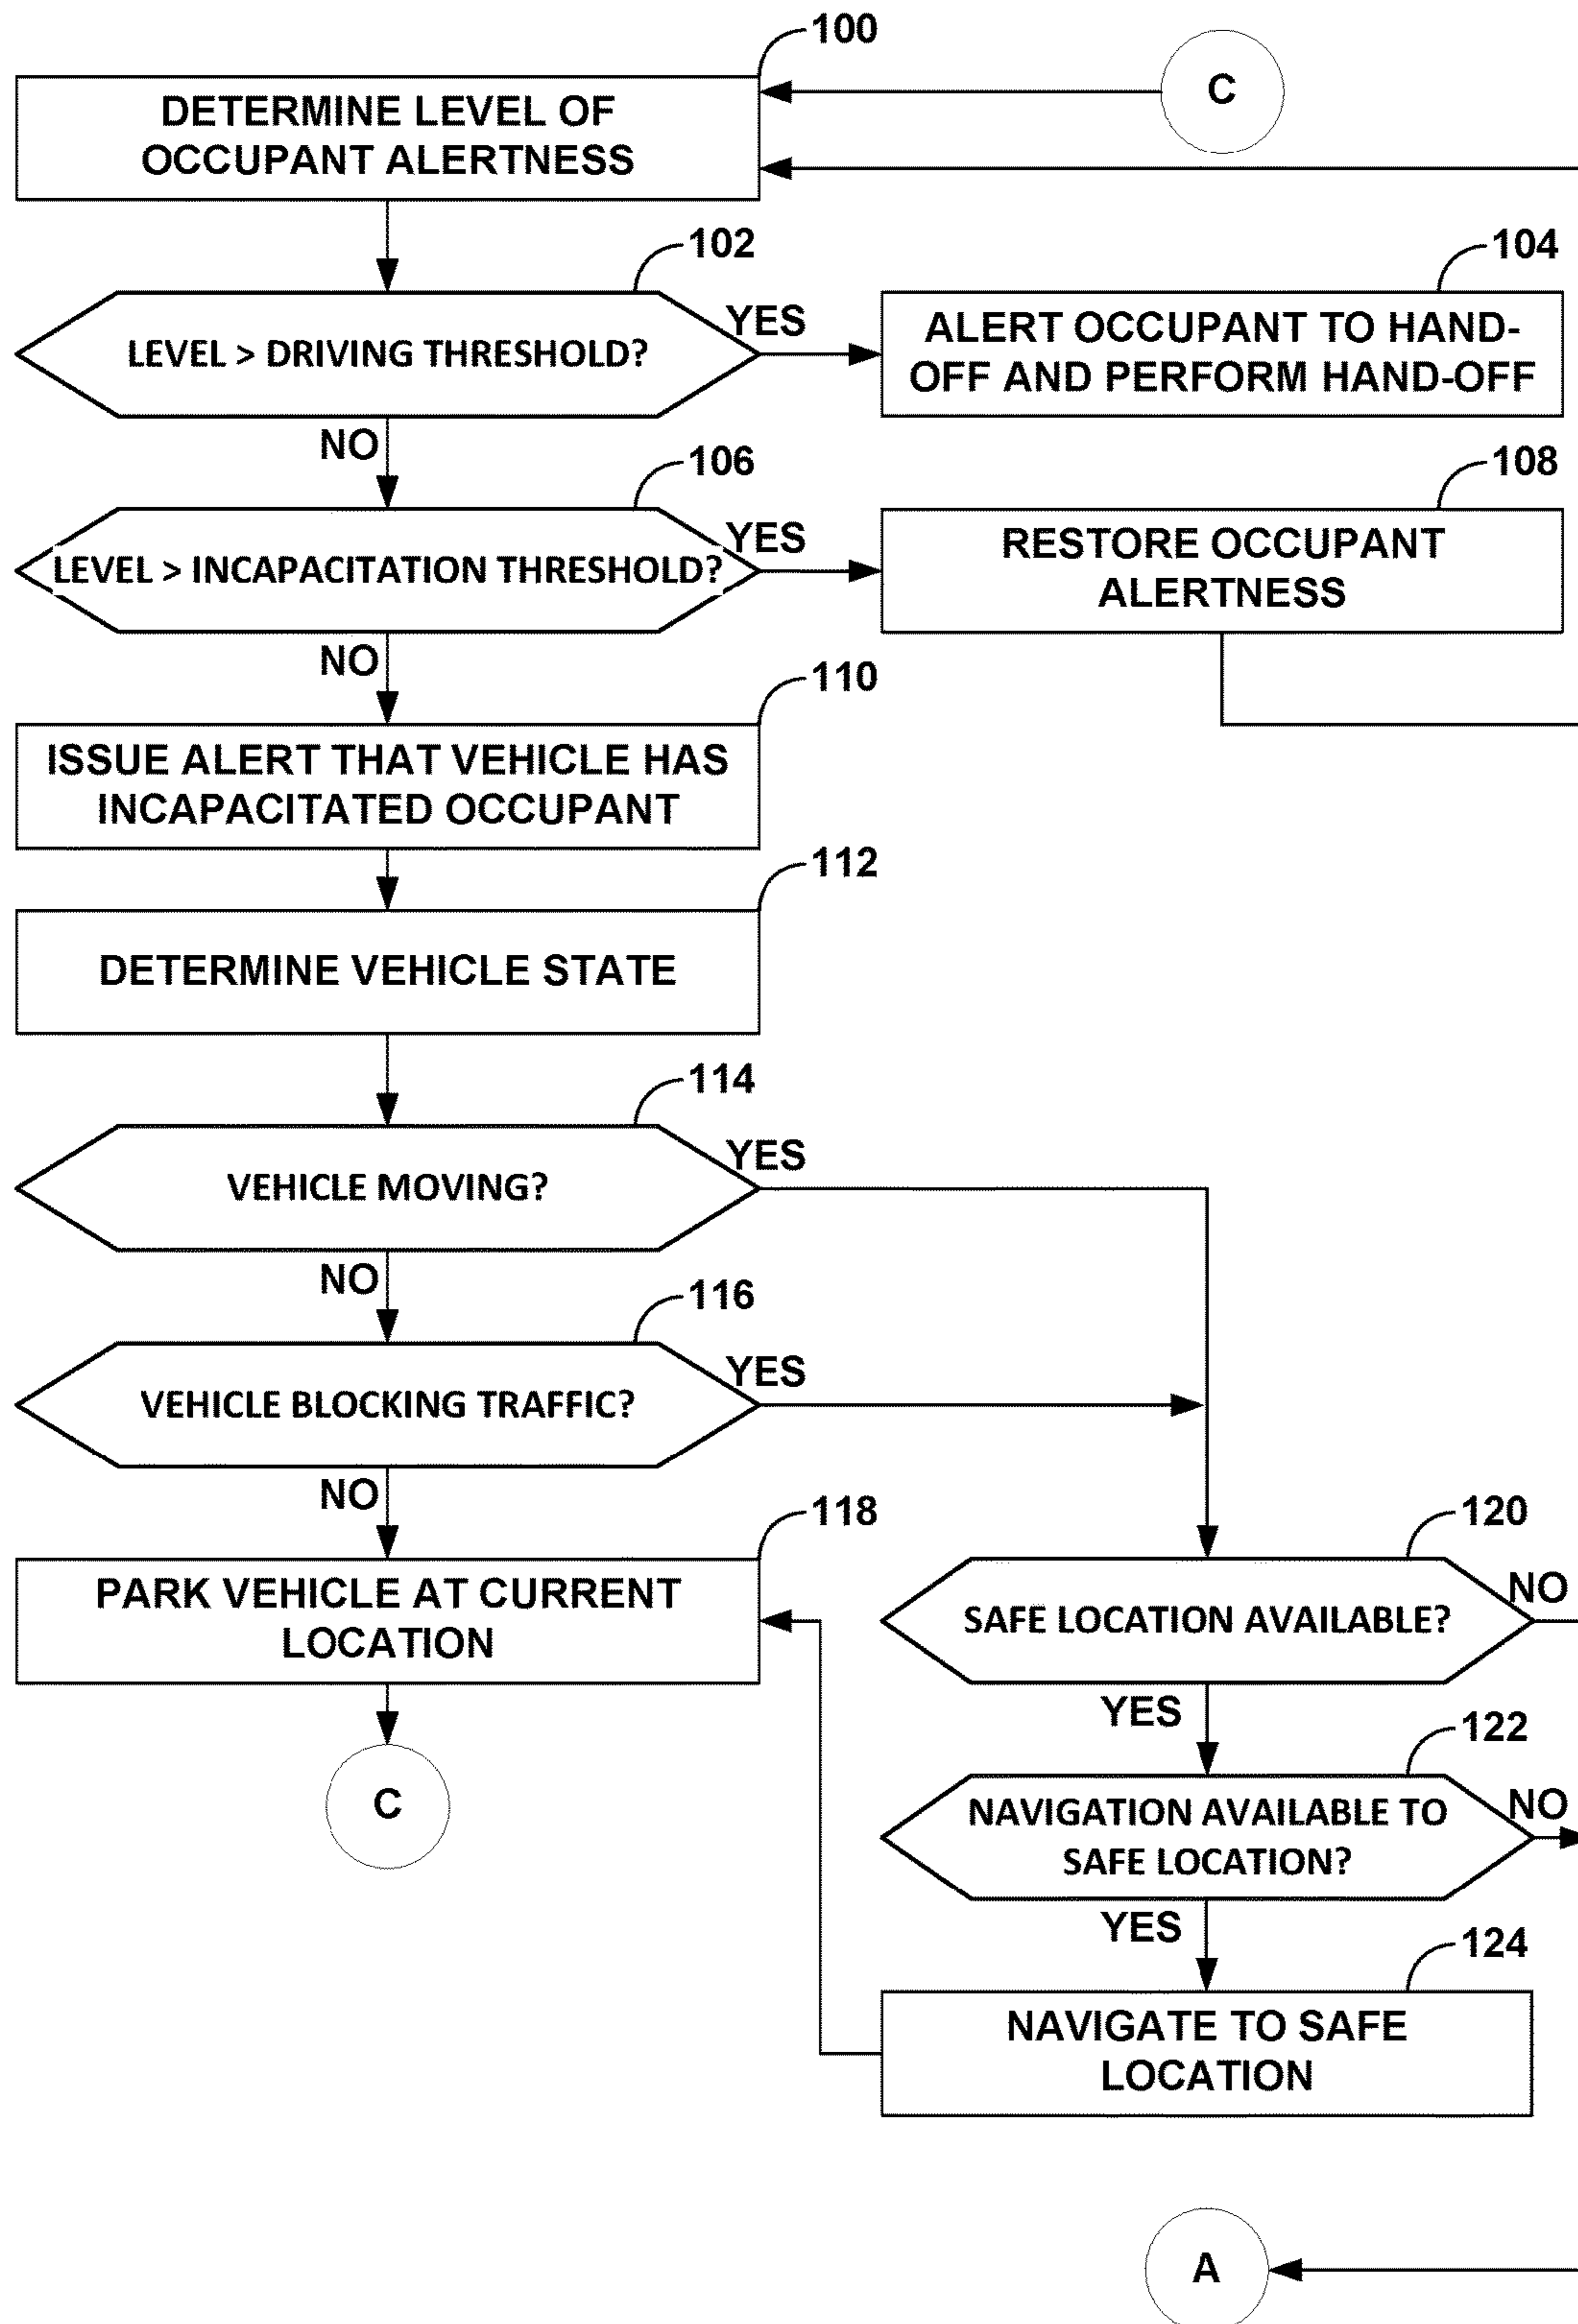 100
C
DETERMINE LEVEL OF
OCCUPANT ALERTNESS
102
104
LEVEL > DRIVING THRESHOLD?
YES
ALERT OCCUPANT TO HAND-
OFF AND PERFORM HAND-OFF
NO
106
108
LEVEL > INCAPACITATION THRESHOLD?
YES
RESTORE OCCUPANT
ALERTNESS
NO
110
ISSUE ALERT THAT VEHICLE HAS
INCAPACITATED OCCUPANT
112
DETERMINE VEHICLE STATE
114
VEHICLE MOVING?
YES
NO
116
VEHICLE BLOCKING TRAFFIC?
YES
NO
118
PARK VEHICLE AT CURRENT
LOCATION
C
120
SAFE LOCATION AVAILABLE?
NO
YES
122
NAVIGATION AVAILABLE TO
SAFE LOCATION?
NO
YES
124
NAVIGATE TO SAFE
LOCATION
A